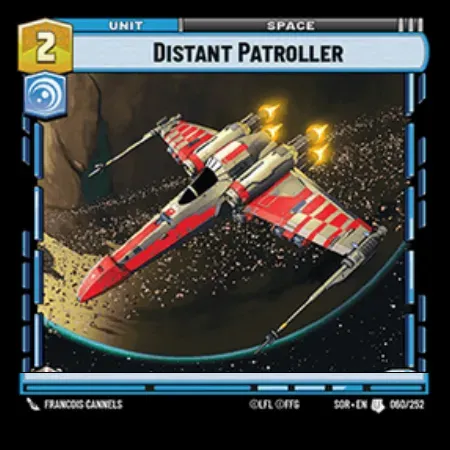 UNIT
SPACE
2
DISTANT PATROLLER
FRANCOIS CANNELS
©LFL ©FFG
SOR • EN
U
060/252